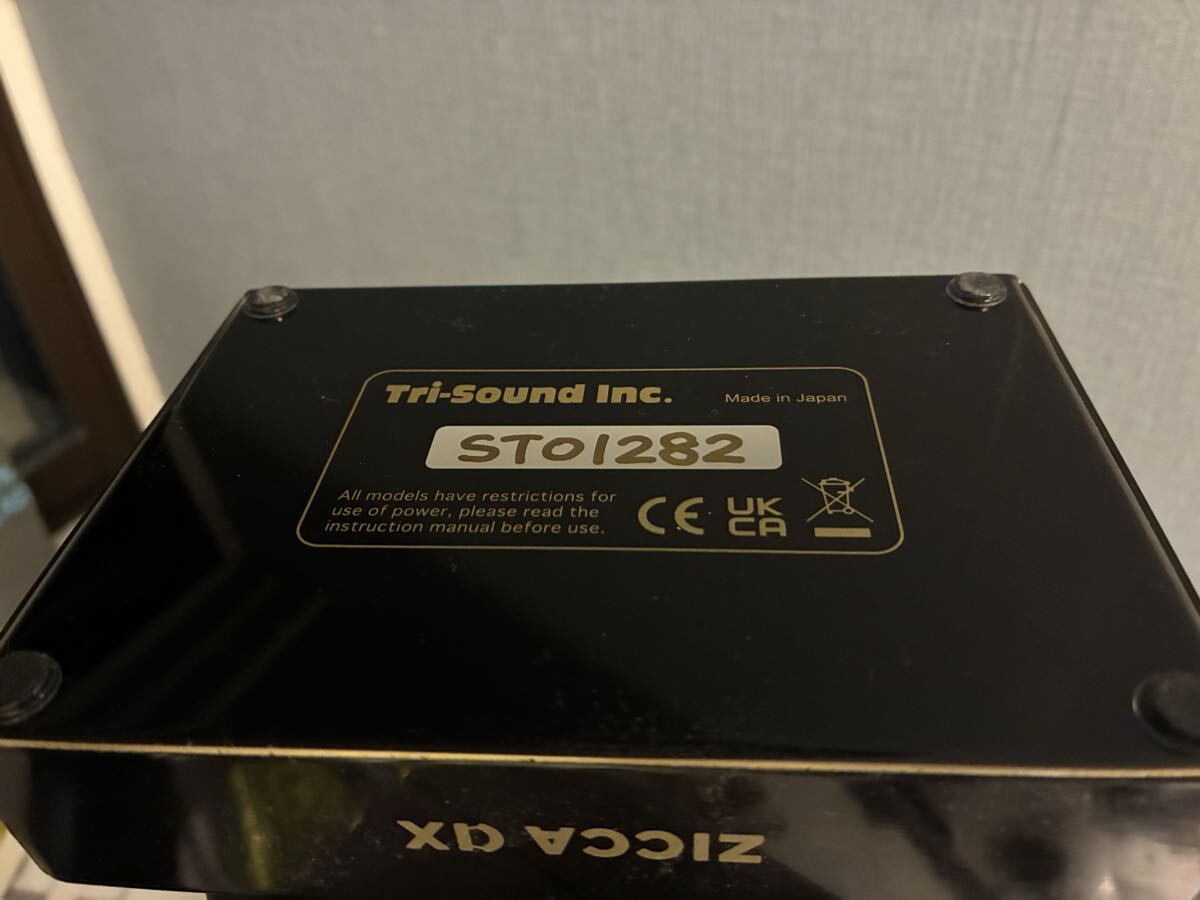 Tri-Sound Inc.
Made in Japan
ST01282
All models have restrictions for
use of power, please read the
instruction manual before use.
CE
UK
CA
ZICCA ax